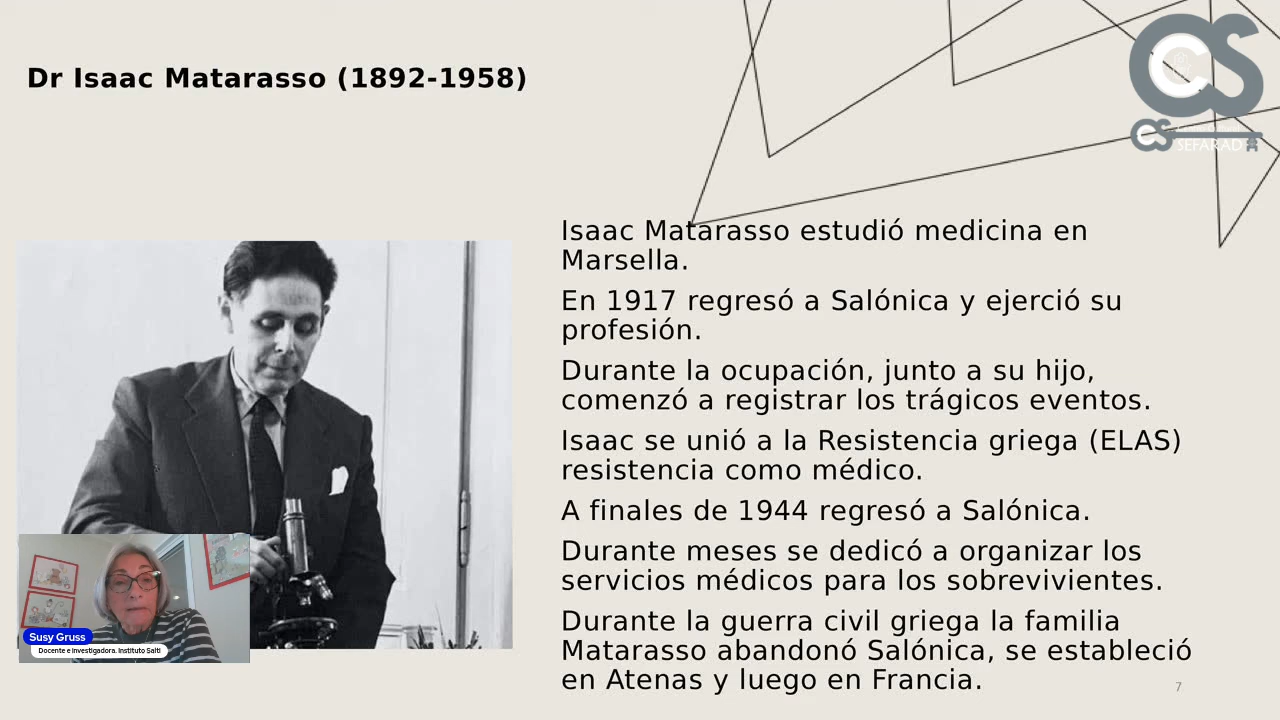 Dr Isaac Matarasso (1892-1958)
CS
CS
SEFARAD
Isaac Matarasso estudió medicina en
Marsella.
En 1917 regresó a Salónica y ejerció su
profesión.
Durante la ocupación, junto a su hijo,
comenzó a registrar los trágicos eventos.
Isaac se unió a la Resistencia griega (ELAS)
resistencia como médico.
A finales de 1944 regresó a Salónica.
Durante meses se dedicó a organizar los
servicios médicos para los sobrevivientes.
Durante la guerra civil griega la familia
Matarasso abandonó Salónica, se estableció
en Atenas y luego en Francia.
Susy Gruss
Docente e investigadora. Instituto Salti
7